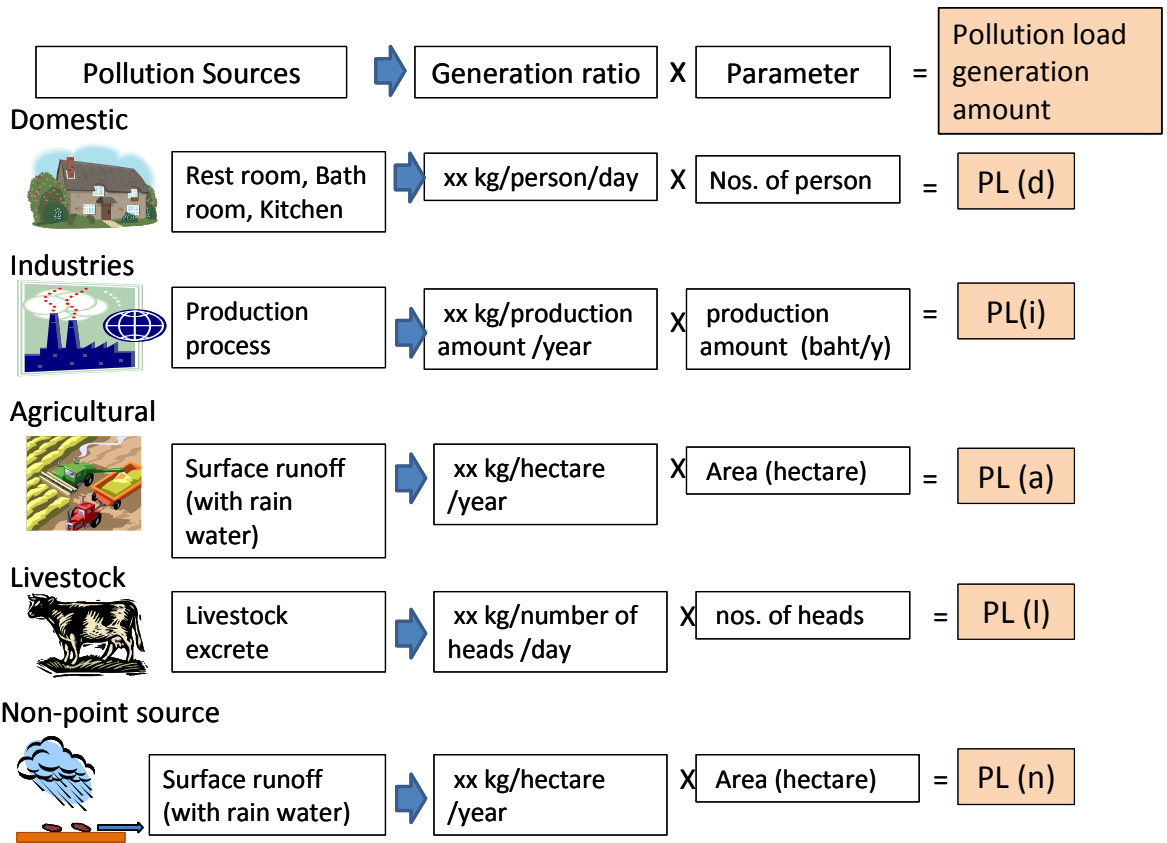 Pollution Sources
Generation ratio
X
Parameter
=
Pollution load
generation
amount
Domestic
Rest room, Bath
room, Kitchen
xx kg/person/day
X
Nos. of person
=
PL (d)
Industries
Production
process
xx kg/production
amount /year
X
production
amount (baht/y)
=
PL(i)
Agricultural
Surface runoff
(with rain
water)
xx kg/hectare
/year
X
Area (hectare)
=
PL (a)
Livestock
Livestock
excrete
xx kg/number of
heads /day
X
nos. of heads
=
PL (l)
Non-point source
Surface runoff
(with rain water)
xx kg/hectare
/year
X
Area (hectare)
=
PL (n)